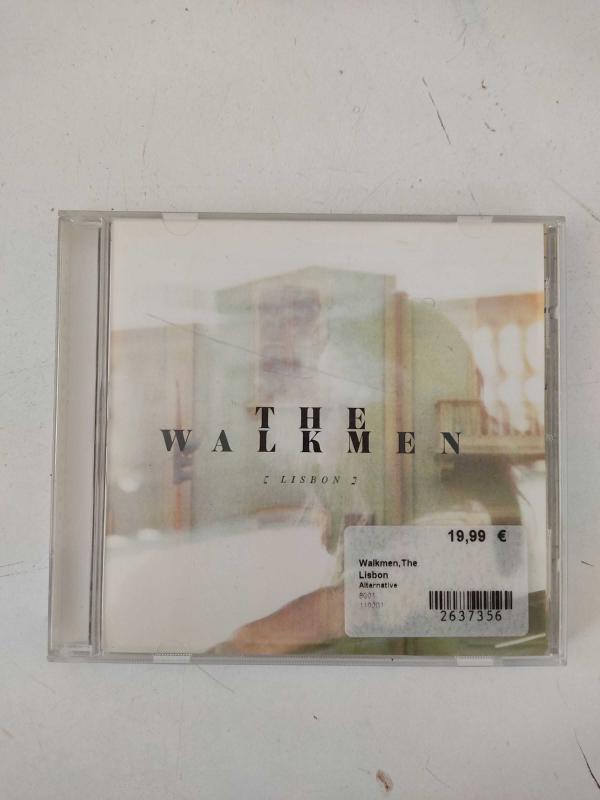 THE
WALKMEN
LISBON
19,99 €
Walkmen,The
Lisbon
Alternative
2637356